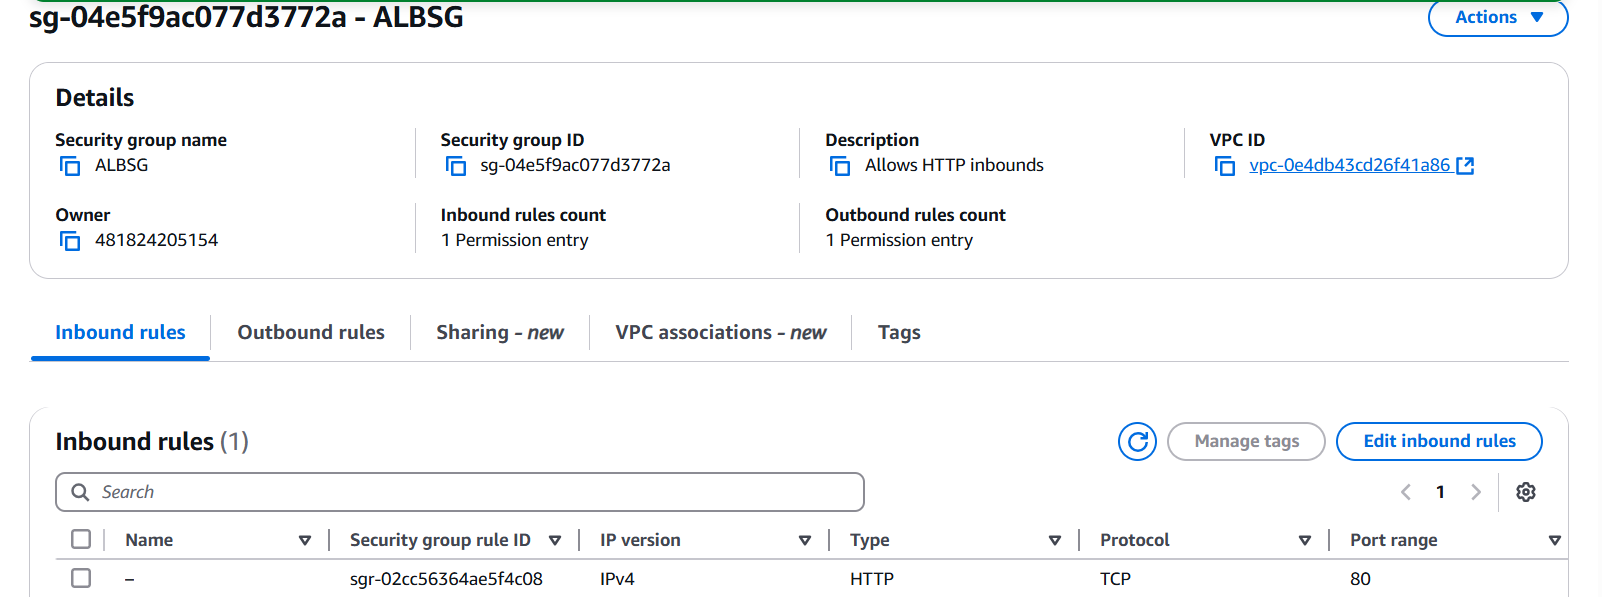 sg-04e5f9ac077d3772a - ALBSG
Actions
Details
Security group name
ALBSG
Security group ID
sg-04e5f9ac077d3772a
Description
Allows HTTP inbounds
VPC ID
vpc-0e4db43cd26f41a86
Owner
481824205154
Inbound rules count
1 Permission entry
Outbound rules count
1 Permission entry
Inbound rules Outbound rules Sharing - new VPC associations - new Tags
Inbound rules (1)
Manage tags
Edit inbound rules
Search
1
Name Security group rule ID IP version Type Protocol Port range
– sgr-02cc56364ae5f4c08 IPv4 HTTP TCP 80